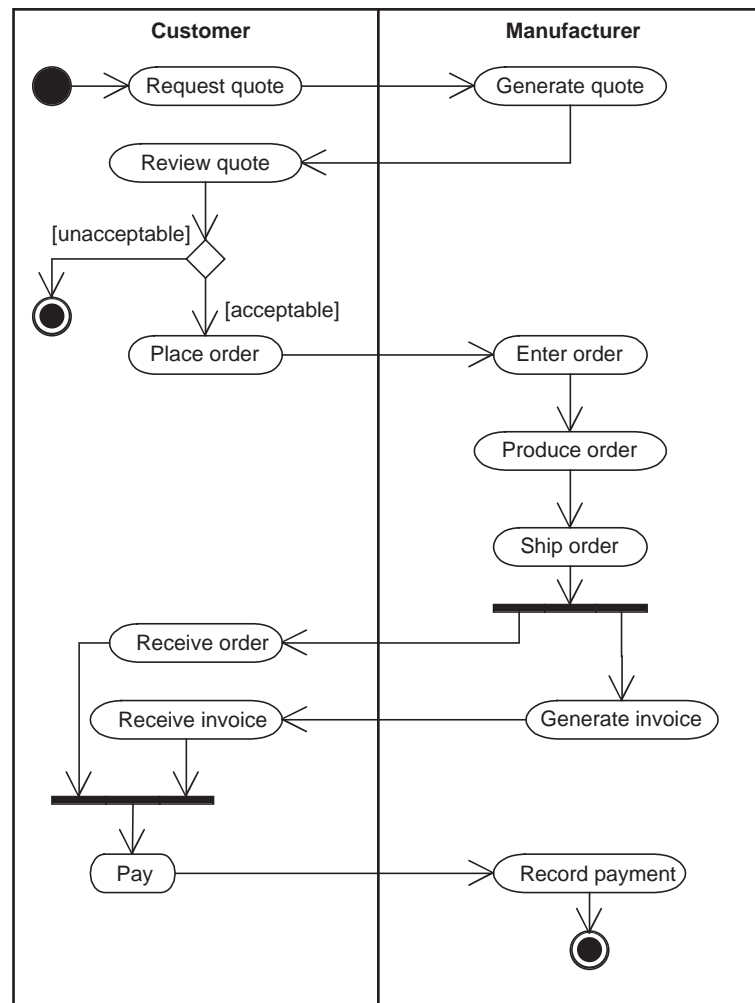 Customer
Manufacturer
Request quote
Generate quote
Review quote
[unacceptable]
[acceptable]
Place order
Enter order
Produce order
Ship order
Receive order
Receive invoice
Generate invoice
Pay
Record payment